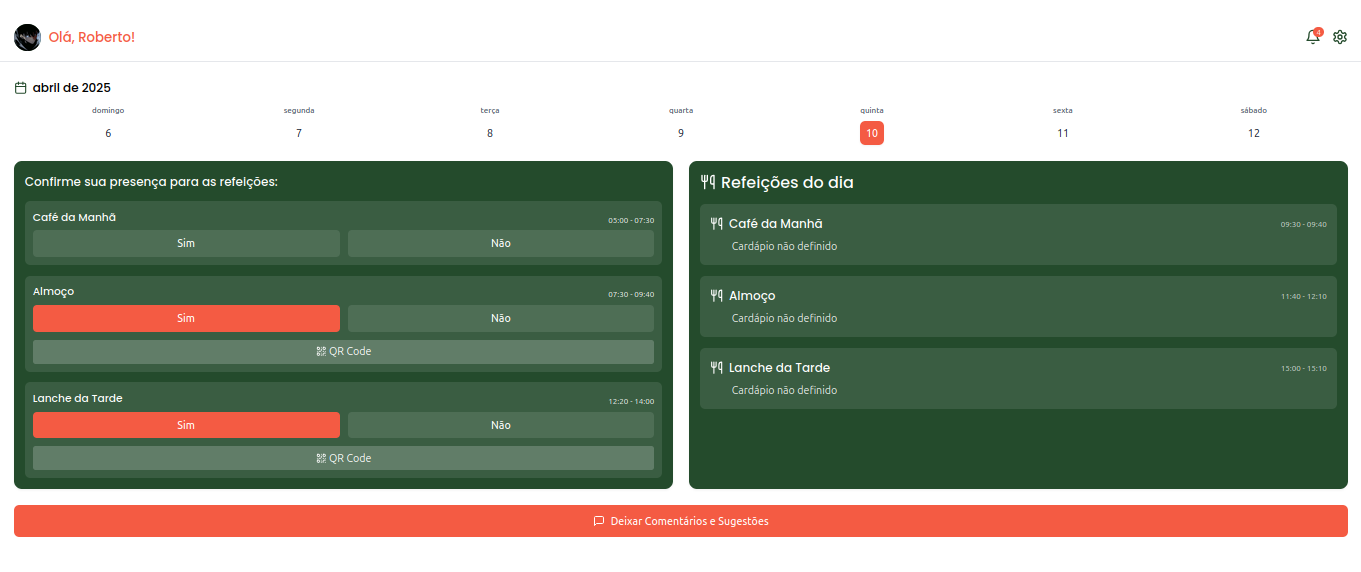 Olá, Roberto!
4
abril de 2025
domingo segunda terça quarta quinta sexta sábado
6 7 8 9 10 11 12
Confirme sua presença para as refeições:
Café da Manhã 05:00 - 07:30
Sim Não
Almoço 07:30 - 09:40
Sim Não
QR Code
Lanche da Tarde 12:20 - 14:00
Sim Não
QR Code
Refeições do dia
Café da Manhã 09:30 - 09:40
Cardápio não definido
Almoço 11:40 - 12:10
Cardápio não definido
Lanche da Tarde 15:00 - 15:10
Cardápio não definido
Deixar Comentários e Sugestões